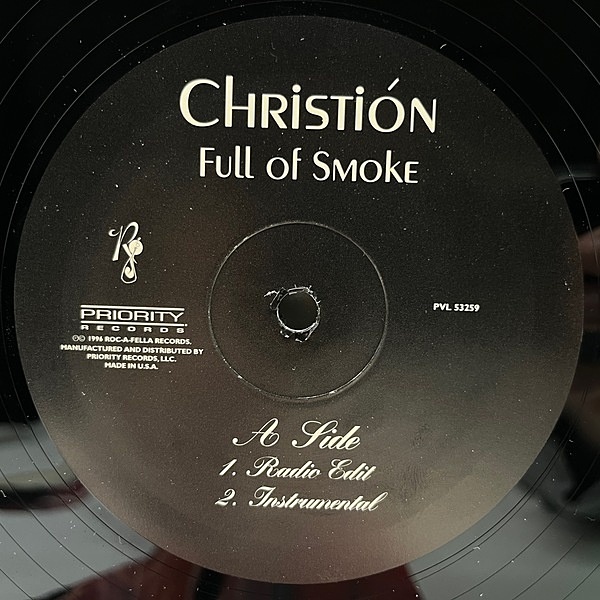 Christión
Full of Smoke
PRIORITY
RECORDS
PVL 53259
℗© 1996 ROC-A-FELLA RECORDS.
MANUFACTURED AND DISTRIBUTED BY
PRIORITY RECORDS, LLC.
MADE IN U.S.A.
A Side
1. Radio Edit
2. Instrumental